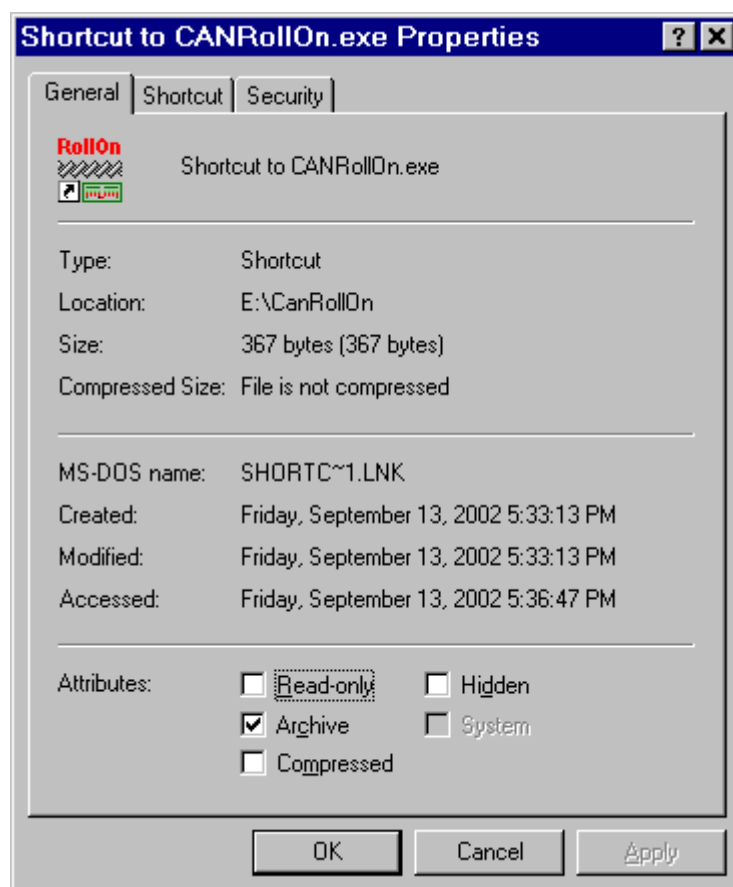 Shortcut to CANRollOn.exe Properties
General Shortcut Security
RollOn
Shortcut to CANRollOn.exe
Type: Shortcut
Location: E:\CanRollOn
Size: 367 bytes (367 bytes)
Compressed Size: File is not compressed
MS-DOS name: SHORTC~1.LNK
Created: Friday, September 13, 2002 5:33:13 PM
Modified: Friday, September 13, 2002 5:33:13 PM
Accessed: Friday, September 13, 2002 5:36:47 PM
Attributes: Read-only Hidden
Archive System
Compressed
OK Cancel Apply